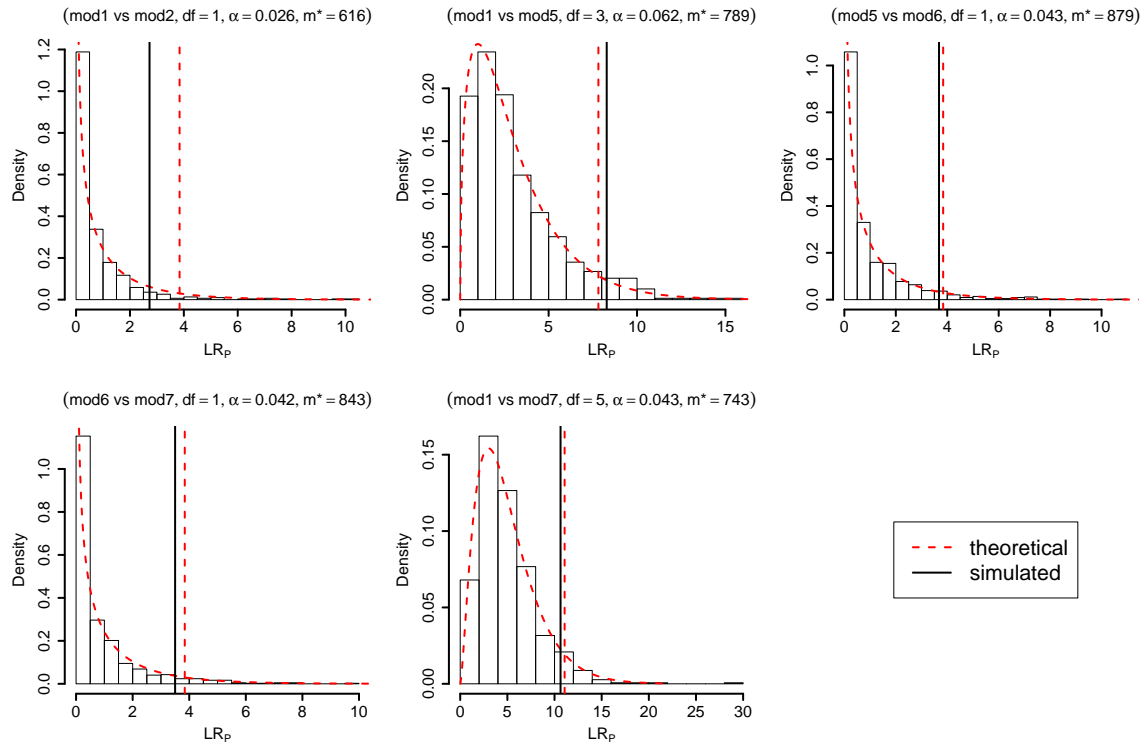 (mod1 vs mod2, df = 1, α = 0.026, m* = 616)
Density
0.0 0.2 0.4 0.6 0.8 1.0 1.2
0 2 4 6 8 10
LR_P
(mod1 vs mod5, df = 3, α = 0.062, m* = 789)
Density
0.00 0.05 0.10 0.15 0.20
0 5 10 15
LR_P
(mod5 vs mod6, df = 1, α = 0.043, m* = 879)
Density
0.0 0.2 0.4 0.6 0.8 1.0
0 2 4 6 8 10
LR_P
(mod6 vs mod7, df = 1, α = 0.042, m* = 843)
Density
0.0 0.2 0.4 0.6 0.8 1.0
0 2 4 6 8 10
LR_P
(mod1 vs mod7, df = 5, α = 0.043, m* = 743)
Density
0.00 0.05 0.10 0.15
0 5 10 15 20 25 30
LR_P
theoretical
simulated